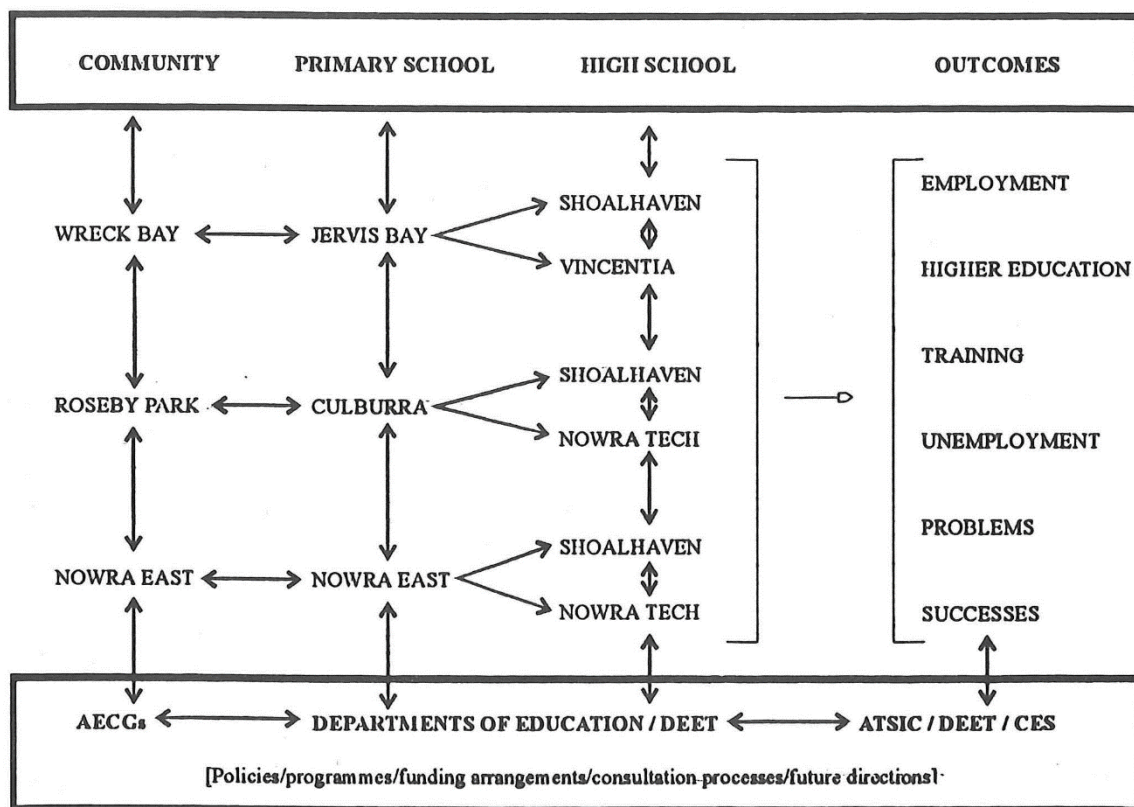 COMMUNITY PRIMARY SCHOOL HIGH SCHOOL OUTCOMES
EMPLOYMENT
SHOALHAVEN
WRECK BAY JERVIS BAY
VINCENTIA HIGHER EDUCATION
TRAINING
SHOALHAVEN
ROSEBY PARK CULBURRA
NOWRA TECH UNEMPLOYMENT
PROBLEMS
SHOALHAVEN
NOWRA EAST NOWRA EAST
NOWRA TECH SUCCESSES
AECGs DEPARTMENTS OF EDUCATION / DEET ATSIC / DEET / CES
[Policies/programmes/funding arrangements/consultation processes/future directions]